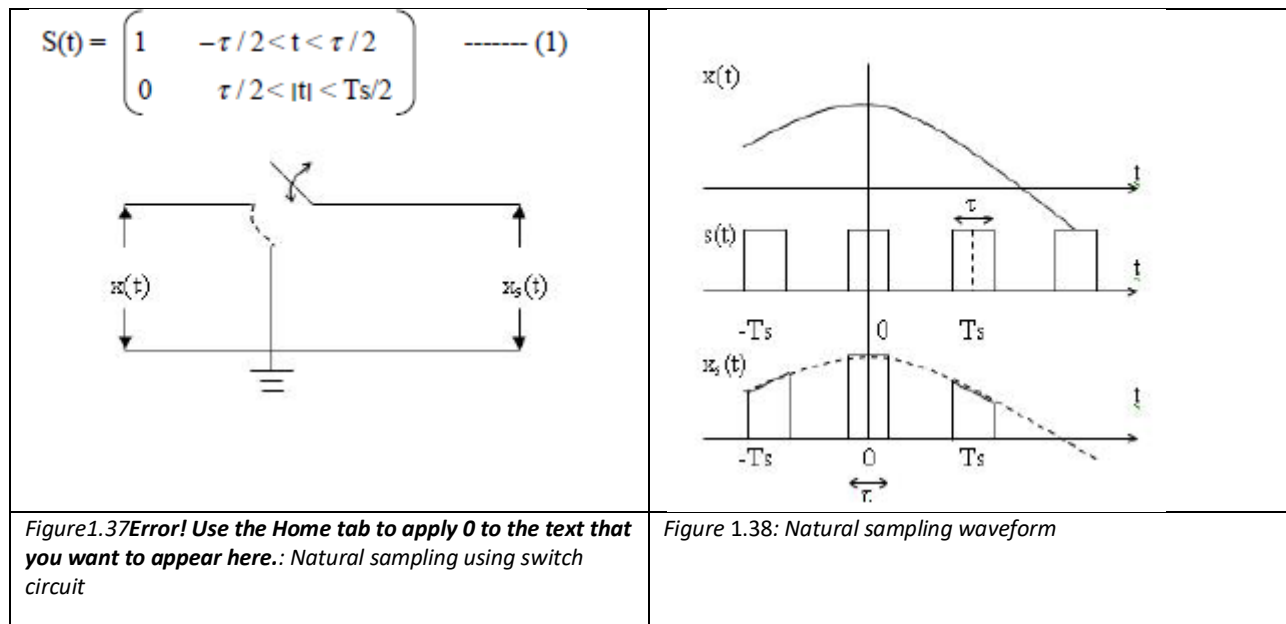 S(t) = 1 −τ / 2 < t < τ / 2 ------- (1)
0 τ / 2 < |t| < Ts/2
x(t)
xₛ(t)
x(t)
t
τ
s(t)
t
-Ts 0 Ts
xₛ(t)
t
-Ts 0 Ts
τ
Figure1.37Error! Use the Home tab to apply 0 to the text that
you want to appear here.: Natural sampling using switch
circuit
Figure 1.38: Natural sampling waveform